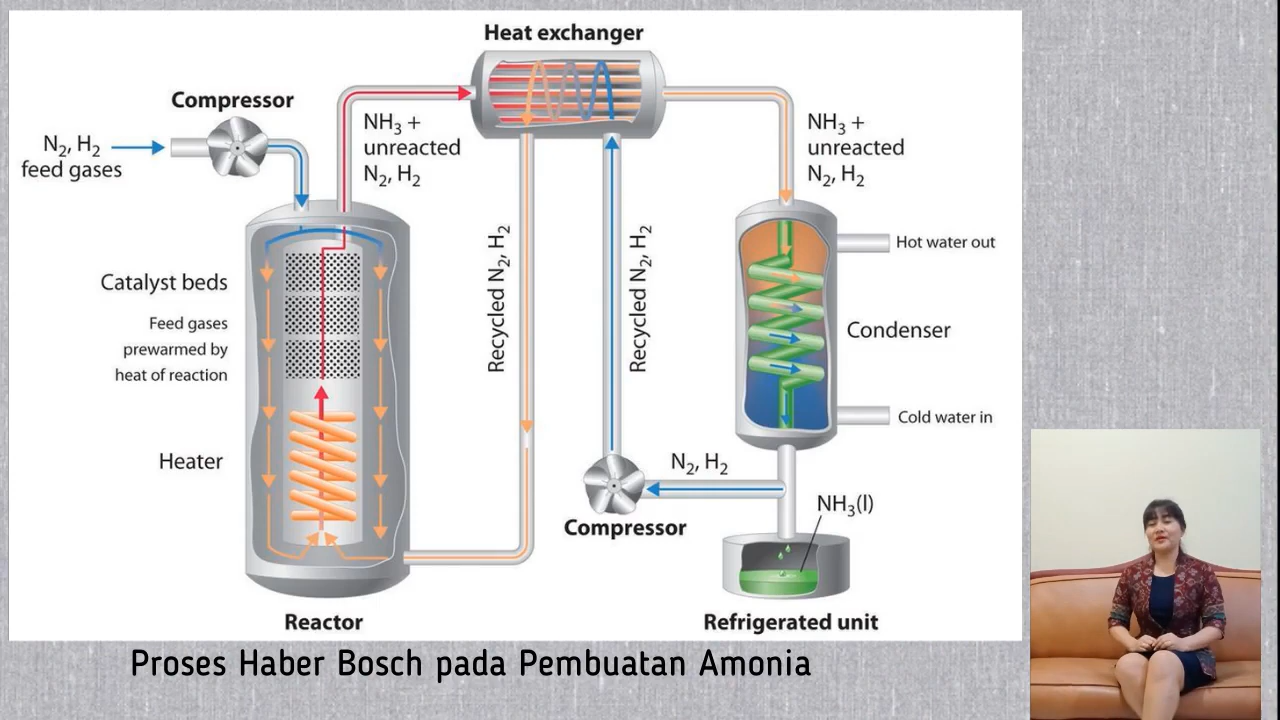 Heat exchanger
Compressor
N₂, H₂
feed gases
NH₃ +
unreacted
N₂, H₂
NH₃ +
unreacted
N₂, H₂
Recycled N₂, H₂
Recycled N₂, H₂
Hot water out
Catalyst beds
Feed gases
prewarmed by
heat of reaction
Condenser
Cold water in
Heater
N₂, H₂
NH₃(l)
Compressor
Reactor
Refrigerated unit
Proses Haber Bosch pada Pembuatan Amonia